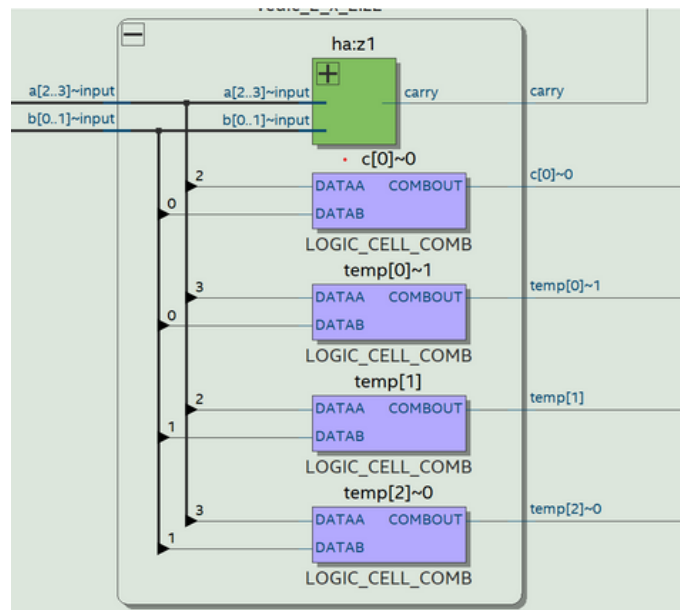 ha:z1
a[2..3]~input a[2..3]~input carry carry
b[0..1]~input b[0..1]~input
c[0]~0
2 DATAA COMBOUT c[0]~0
0 DATAB
LOGIC_CELL_COMB
temp[0]~1
3 DATAA COMBOUT temp[0]~1
0 DATAB
LOGIC_CELL_COMB
temp[1]
2 DATAA COMBOUT temp[1]
1 DATAB
LOGIC_CELL_COMB
temp[2]~0
3 DATAA COMBOUT temp[2]~0
1 DATAB
LOGIC_CELL_COMB